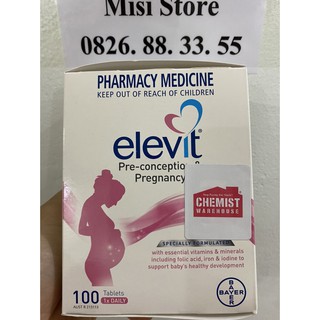 Misi Store
0826. 88. 33. 55
PHARMACY MEDICINE
KEEP OUT OF REACH OF CHILDREN
elevit
Pre-conception &
Pregnancy
CHEMIST
WAREHOUSE
SPECIALLY FORMULATED
with essential vitamins & minerals
including folic acid, iron & iodine to
support baby's healthy development
100 Tablets
1x DAILY
BAYER
BAYER